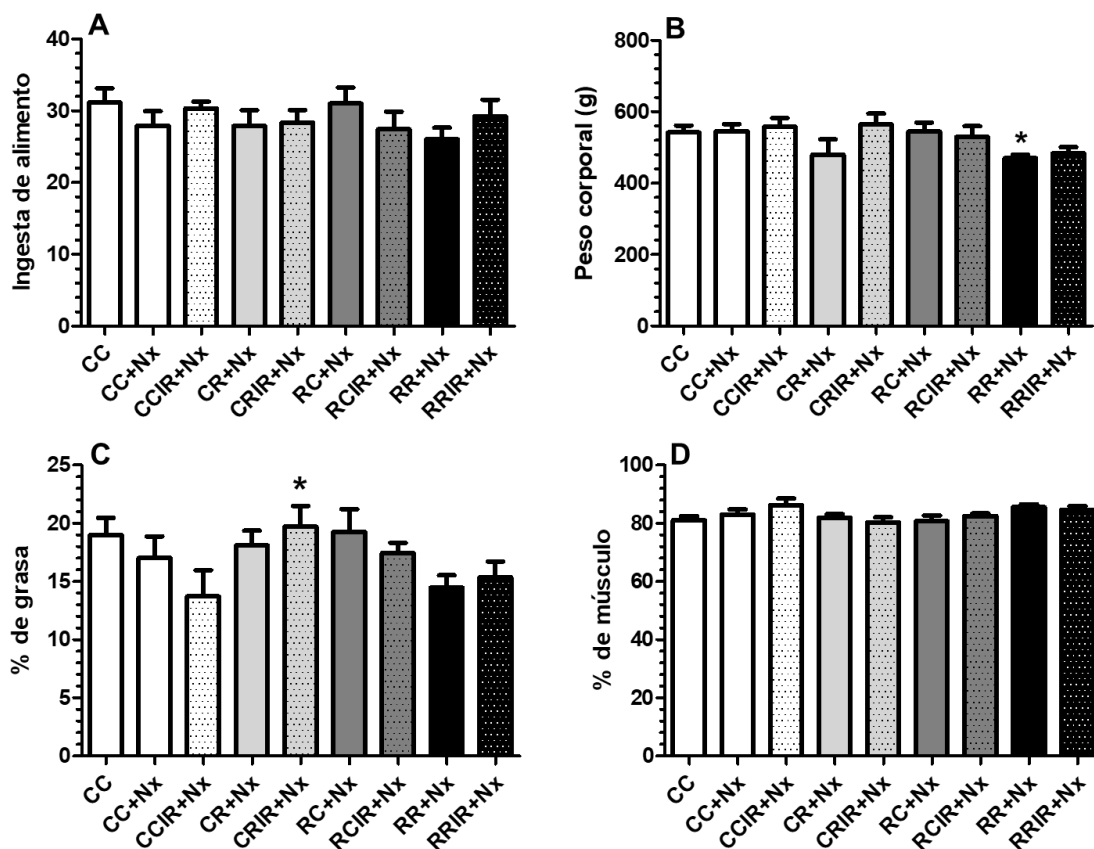 A
Ingesta de alimento
40
30
20
10
0
CC
CC+Nx
CCIR+Nx
CR+Nx
CRIR+Nx
RC+Nx
RCIR+Nx
RR+Nx
RRIR+Nx
B
Peso corporal (g)
800
600
400
200
0
*
CC
CC+Nx
CCIR+Nx
CR+Nx
CRIR+Nx
RC+Nx
RCIR+Nx
RR+Nx
RRIR+Nx
C
% de grasa
25
20
15
10
5
0
*
CC
CC+Nx
CCIR+Nx
CR+Nx
CRIR+Nx
RC+Nx
RCIR+Nx
RR+Nx
RRIR+Nx
D
% de músculo
100
80
60
40
20
0
CC
CC+Nx
CCIR+Nx
CR+Nx
CRIR+Nx
RC+Nx
RCIR+Nx
RR+Nx
RRIR+Nx